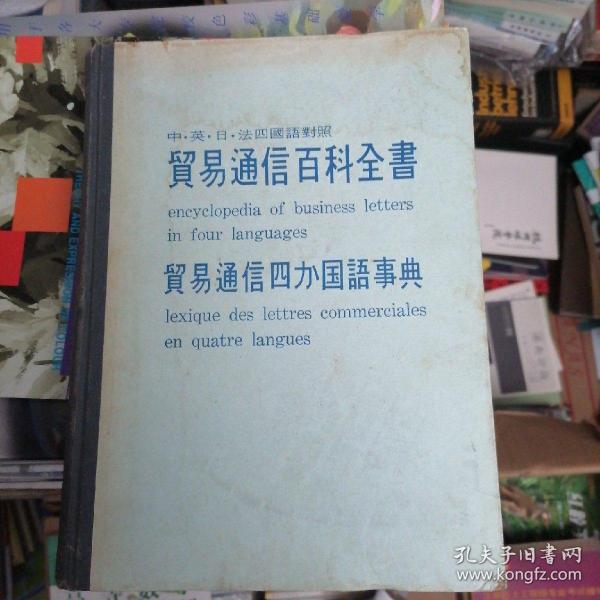 中·英·日·法四國語對照
貿易通信百科全書
encyclopedia of business letters
in four languages
貿易通信四カ国語事典
lexique des lettres commerciales
en quatre langues
孔夫子旧书网
www.kongfz.com